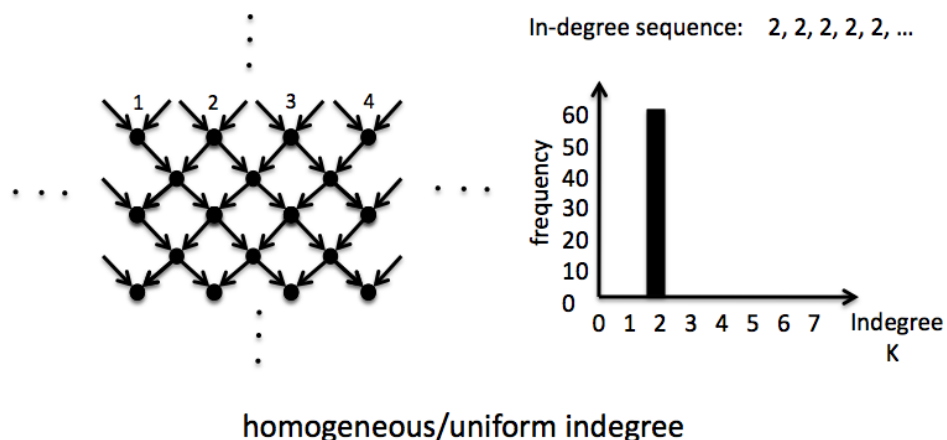 In-degree sequence: 2, 2, 2, 2, 2, ...
1 2 3 4
frequency
60
50
40
30
20
10
0
0 1 2 3 4 5 6 7 Indegree
K
homogeneous/uniform indegree